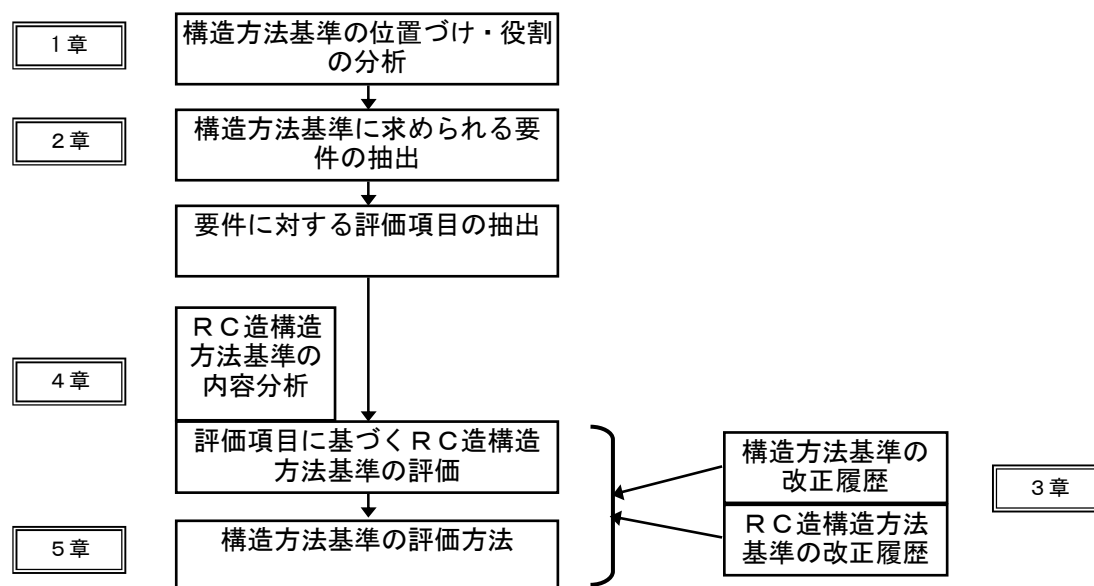 1章
構造方法基準の位置づけ・役割
の分析
2章
構造方法基準に求められる要
件の抽出
要件に対する評価項目の抽出
RC造構造
方法基準の
内容分析
4章
評価項目に基づくRC造構造
方法基準の評価
構造方法基準の
改正履歴
3章
RC造構造方法
基準の改正履歴
5章
構造方法基準の評価方法